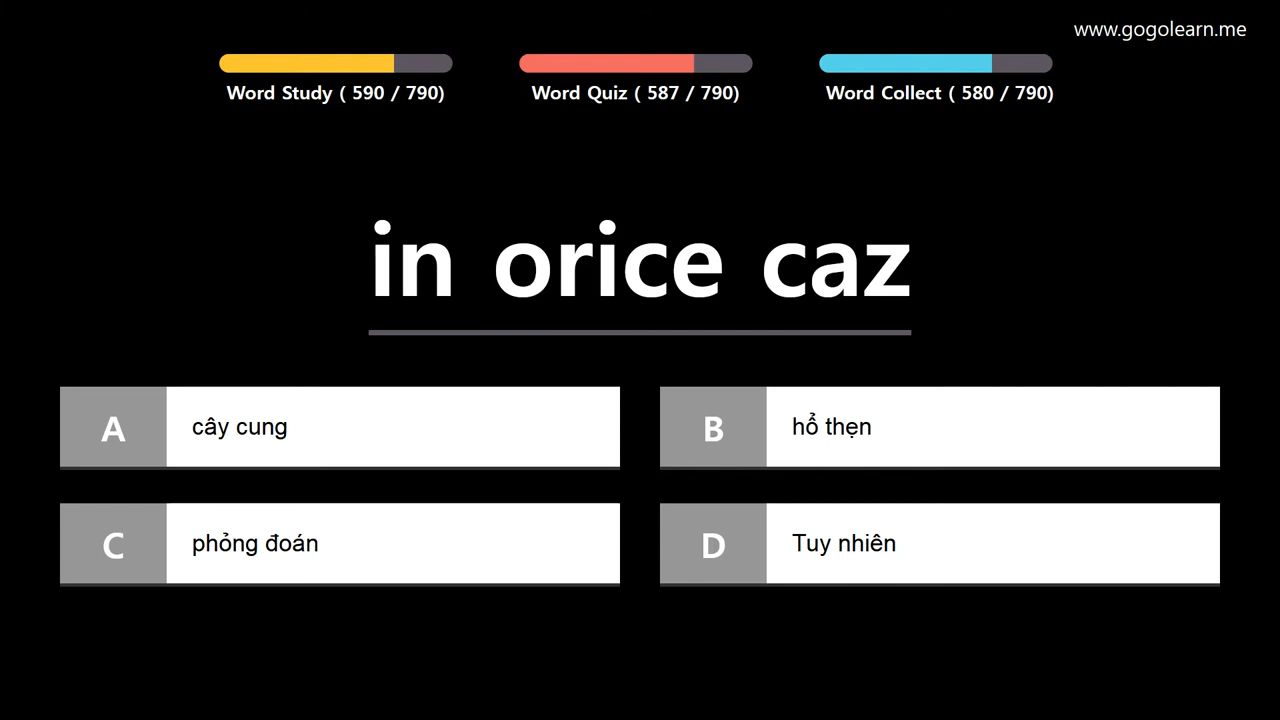 www.gogolearn.me
Word Study ( 590 / 790)
Word Quiz ( 587 / 790)
Word Collect ( 580 / 790)
in orice caz
A
cây cung
B
hổ thẹn
C
phỏng đoán
D
Tuy nhiên